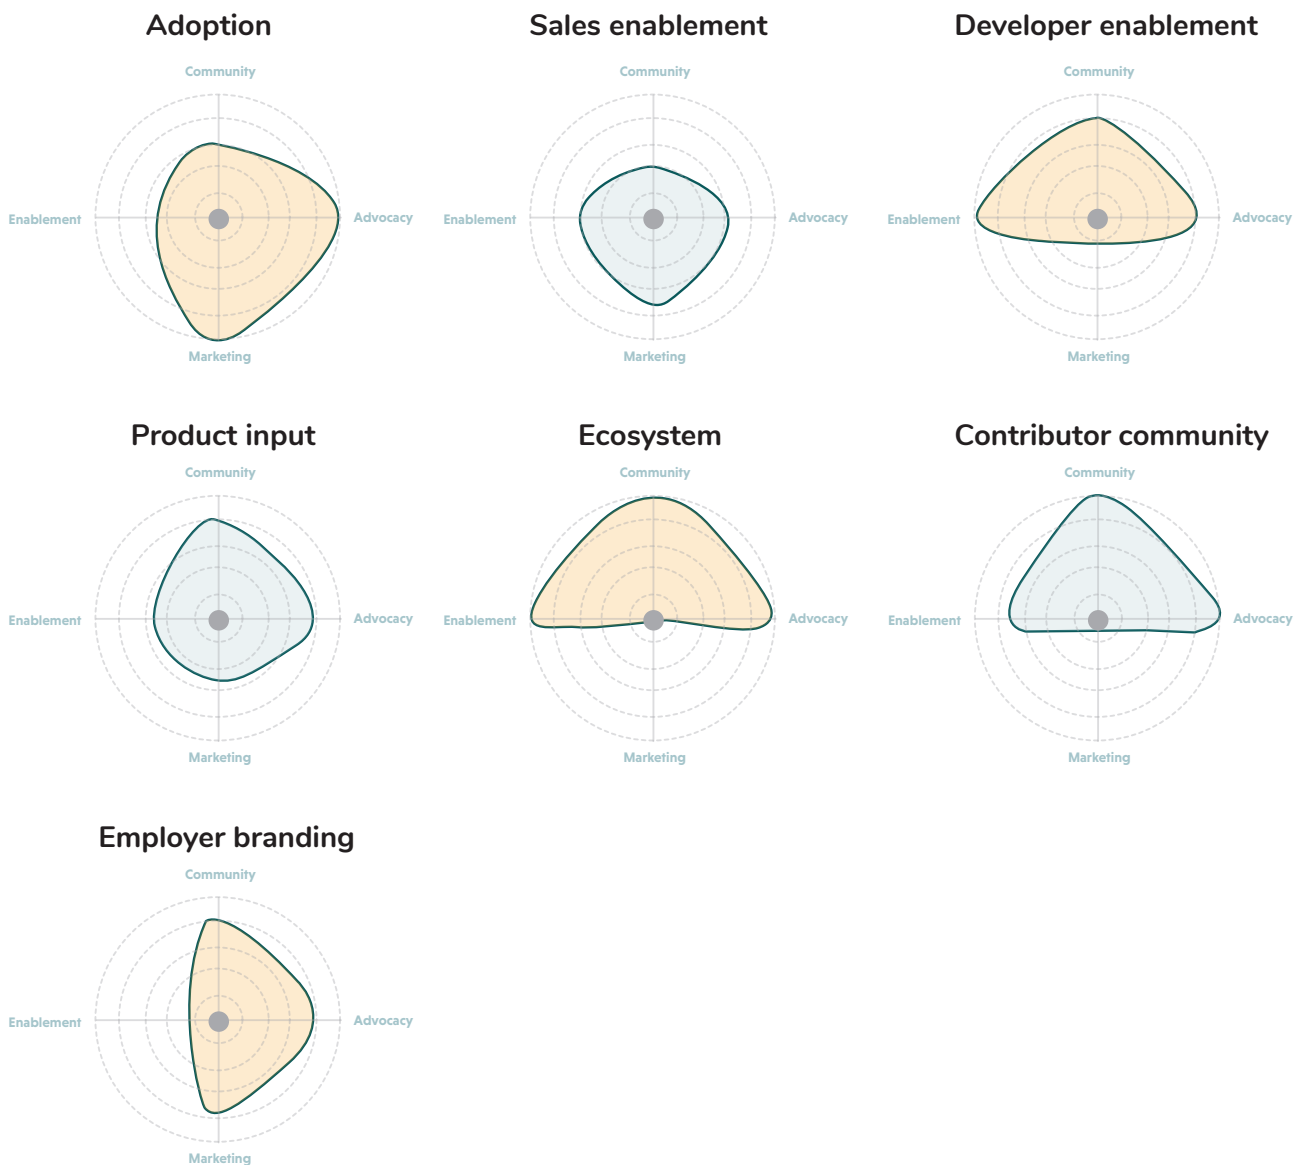 Adoption
Community
Enablement
Advocacy
Marketing
Sales enablement
Community
Enablement
Advocacy
Marketing
Developer enablement
Community
Enablement
Advocacy
Marketing
Product input
Community
Enablement
Advocacy
Marketing
Ecosystem
Community
Enablement
Advocacy
Marketing
Contributor community
Community
Enablement
Advocacy
Marketing
Employer branding
Community
Enablement
Advocacy
Marketing